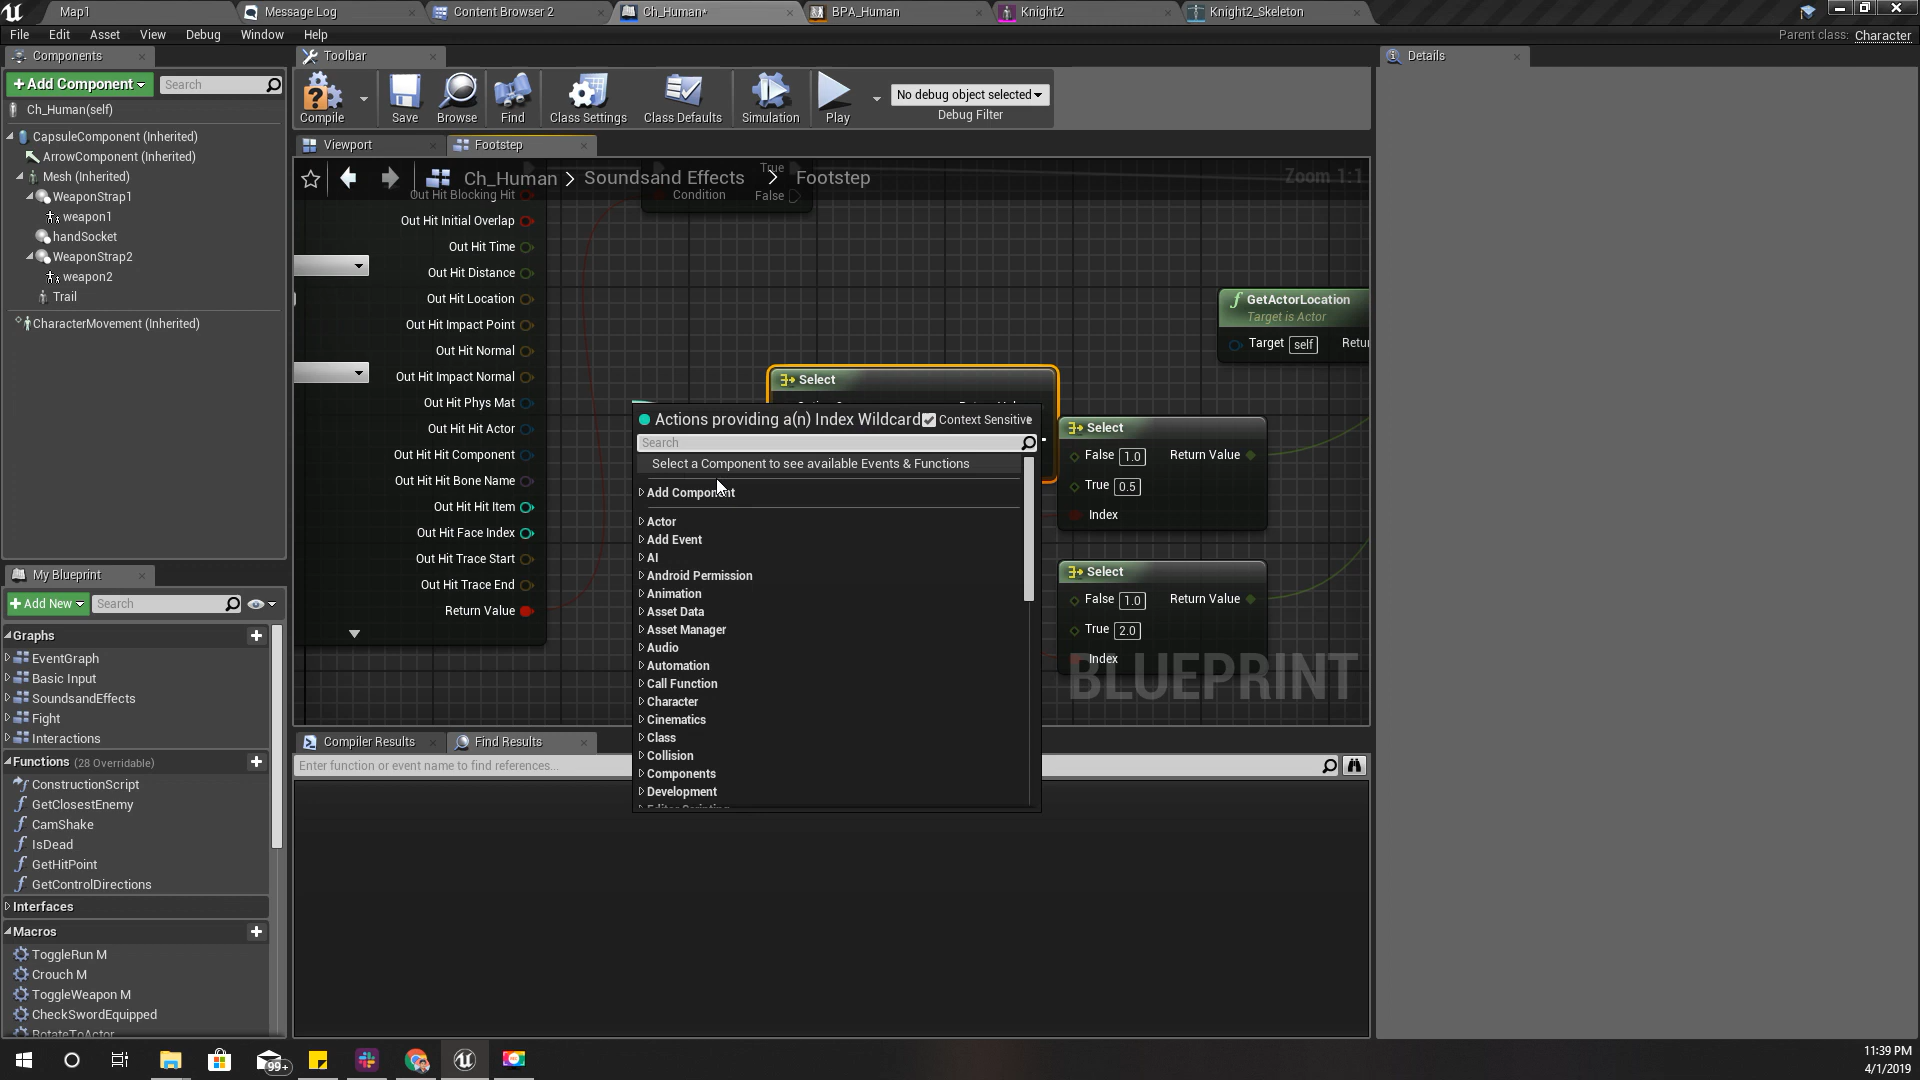 Map1
Message Log
Content Browser 2
Ch_Human*
BPA_Human
Knight2
Knight2_Skeleton
File Edit Asset View Debug Window Help
Parent class: Character
Components
Toolbar
Details
+Add Component
Search
Ch_Human(self)
CapsuleComponent (Inherited)
ArrowComponent (Inherited)
Mesh (Inherited)
WeaponStrap1
weapon1
handSocket
WeaponStrap2
weapon2
Trail
CharacterMovement (Inherited)
Compile
Save
Browse
Find
Class Settings
Class Defaults
Simulation
Play
No debug object selected
Debug Filter
Viewport
Footstep
Ch_Human > Soundsand Effects > Footstep
Zoom 1:1
Out Hit Blocking Hit
Out Hit Initial Overlap
Out Hit Time
Out Hit Distance
Out Hit Location
Out Hit Impact Point
Out Hit Normal
Out Hit Impact Normal
Out Hit Phys Mat
Out Hit Hit Actor
Out Hit Hit Component
Out Hit Hit Bone Name
Out Hit Hit Item
Out Hit Face Index
Out Hit Trace Start
Out Hit Trace End
Return Value
True
Condition False
GetActorLocation
Target is Actor
Target self Retu
Select
Actions providing a(n) Index Wildcard
Context Sensitive
Search
Select a Component to see available Events & Functions
Add Component
Actor
Add Event
AI
Android Permission
Animation
Asset Data
Asset Manager
Audio
Automation
Call Function
Character
Cinematics
Class
Collision
Components
Development
Select
False 1.0 Return Value
True 0.5
Index
Select
False 1.0 Return Value
True 2.0
Index
BLUEPRINT
My Blueprint
+Add New
Search
Graphs
EventGraph
Basic Input
SoundsandEffects
Fight
Interactions
Functions (28 Overridable)
ConstructionScript
GetClosestEnemy
CamShake
IsDead
GetHitPoint
GetControlDirections
Interfaces
Macros
ToggleRun M
Crouch M
ToggleWeapon M
CheckSwordEquipped
RotateToActor
Compiler Results
Find Results
Enter function or event name to find references...
99+
11:39 PM
4/1/2019